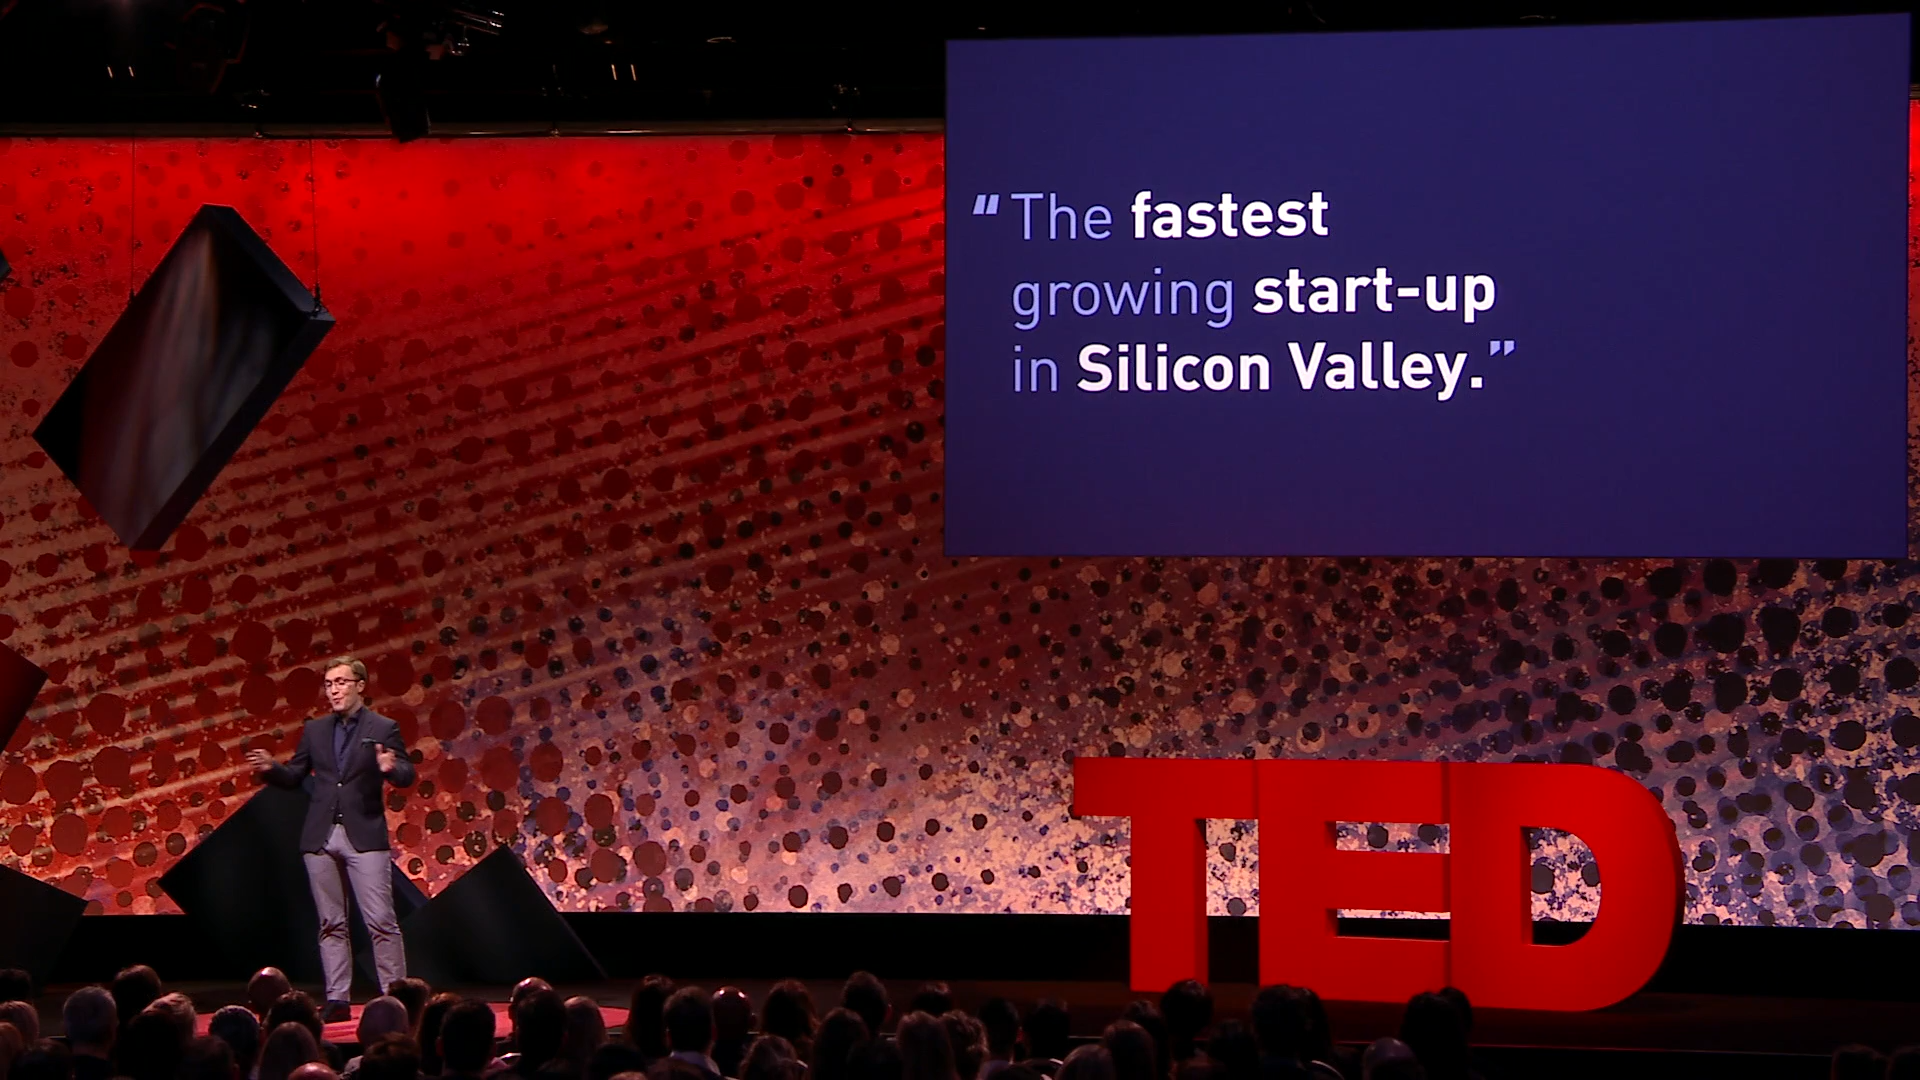 “The fastest
growing start-up
in Silicon Valley.”
TED